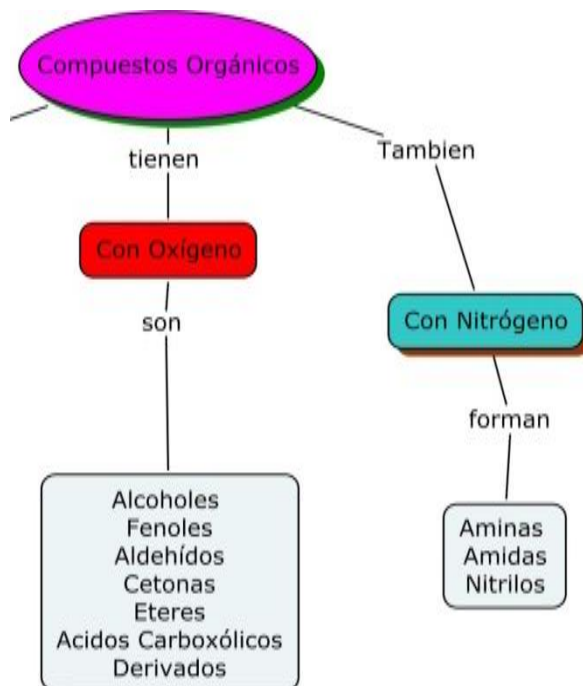 Compuestos Orgánicos
tienen
Tambien
Con Oxígeno
Con Nitrógeno
son
forman
Alcoholes
Fenoles
Aldehídos
Cetonas
Eteres
Acidos Carboxólicos
Derivados
Aminas
Amidas
Nitrilos